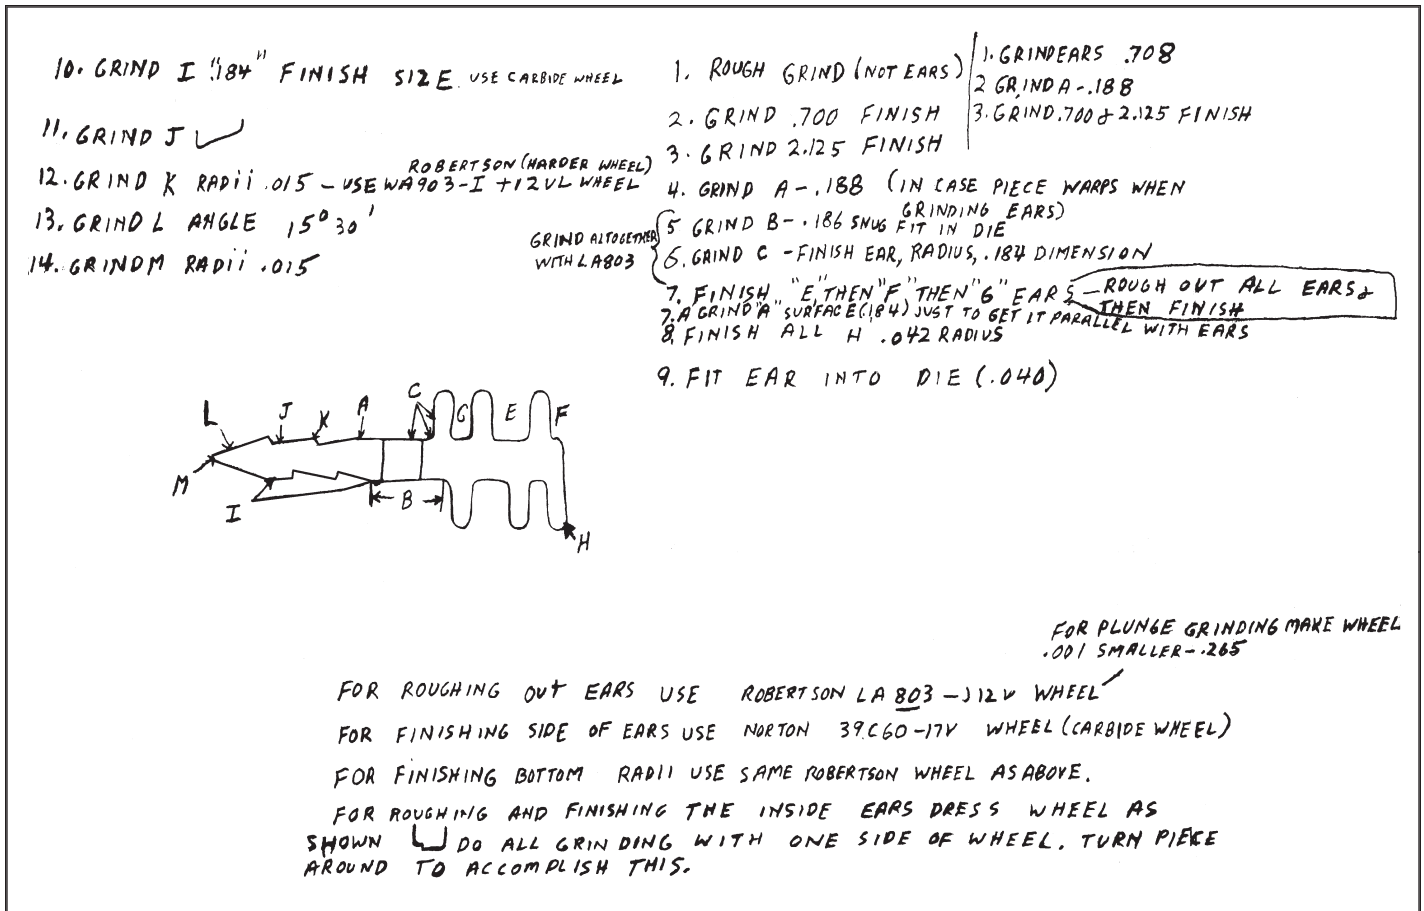 10. GRIND I ".184" FINISH SIZE. USE CARBIDE WHEEL
11. GRIND J
12. GRIND K RADII .015 - USE WA903-I +12VL WHEEL
ROBERTSON (HARDER WHEEL)
13. GRIND L ANGLE 15° 30'
14. GRIND M RADII .015
1. ROUGH GRIND (NOT EARS)
2. GRIND .700 FINISH
3. GRIND 2.125 FINISH
1. GRIND EARS .708
2 GRIND A-.188
3. GRIND .700 & 2.125 FINISH
4. GRIND A-.188 (IN CASE PIECE WARPS WHEN
GRINDING EARS)
5 GRIND B-.186 SNUG FIT IN DIE
6. GRIND C - FINISH EAR, RADIUS, .184 DIMENSION
GRIND ALTOGETHER
WITH LA803
7. FINISH "E," THEN "F" THEN "G" EARS - ROUGH OUT ALL EARS &
THEN FINISH
7.A GRIND "A" SURFACE (.184) JUST TO GET IT PARALLEL WITH EARS
8. FINISH ALL H .042 RADIUS
9. FIT EAR INTO DIE (.040)
L
J
K
A
C
G
E
F
M
I
B
H
FOR PLUNGE GRINDING MAKE WHEEL
.001 SMALLER-.265
FOR ROUGHING OUT EARS USE ROBERTSON LA 803-J12V WHEEL
FOR FINISHING SIDE OF EARS USE NORTON 39C60-17V WHEEL (CARBIDE WHEEL)
FOR FINISHING BOTTOM RADII USE SAME ROBERTSON WHEEL AS ABOVE.
FOR ROUGHING AND FINISHING THE INSIDE EARS DRESS WHEEL AS
SHOWN DO ALL GRINDING WITH ONE SIDE OF WHEEL. TURN PIECE
AROUND TO ACCOMPLISH THIS.